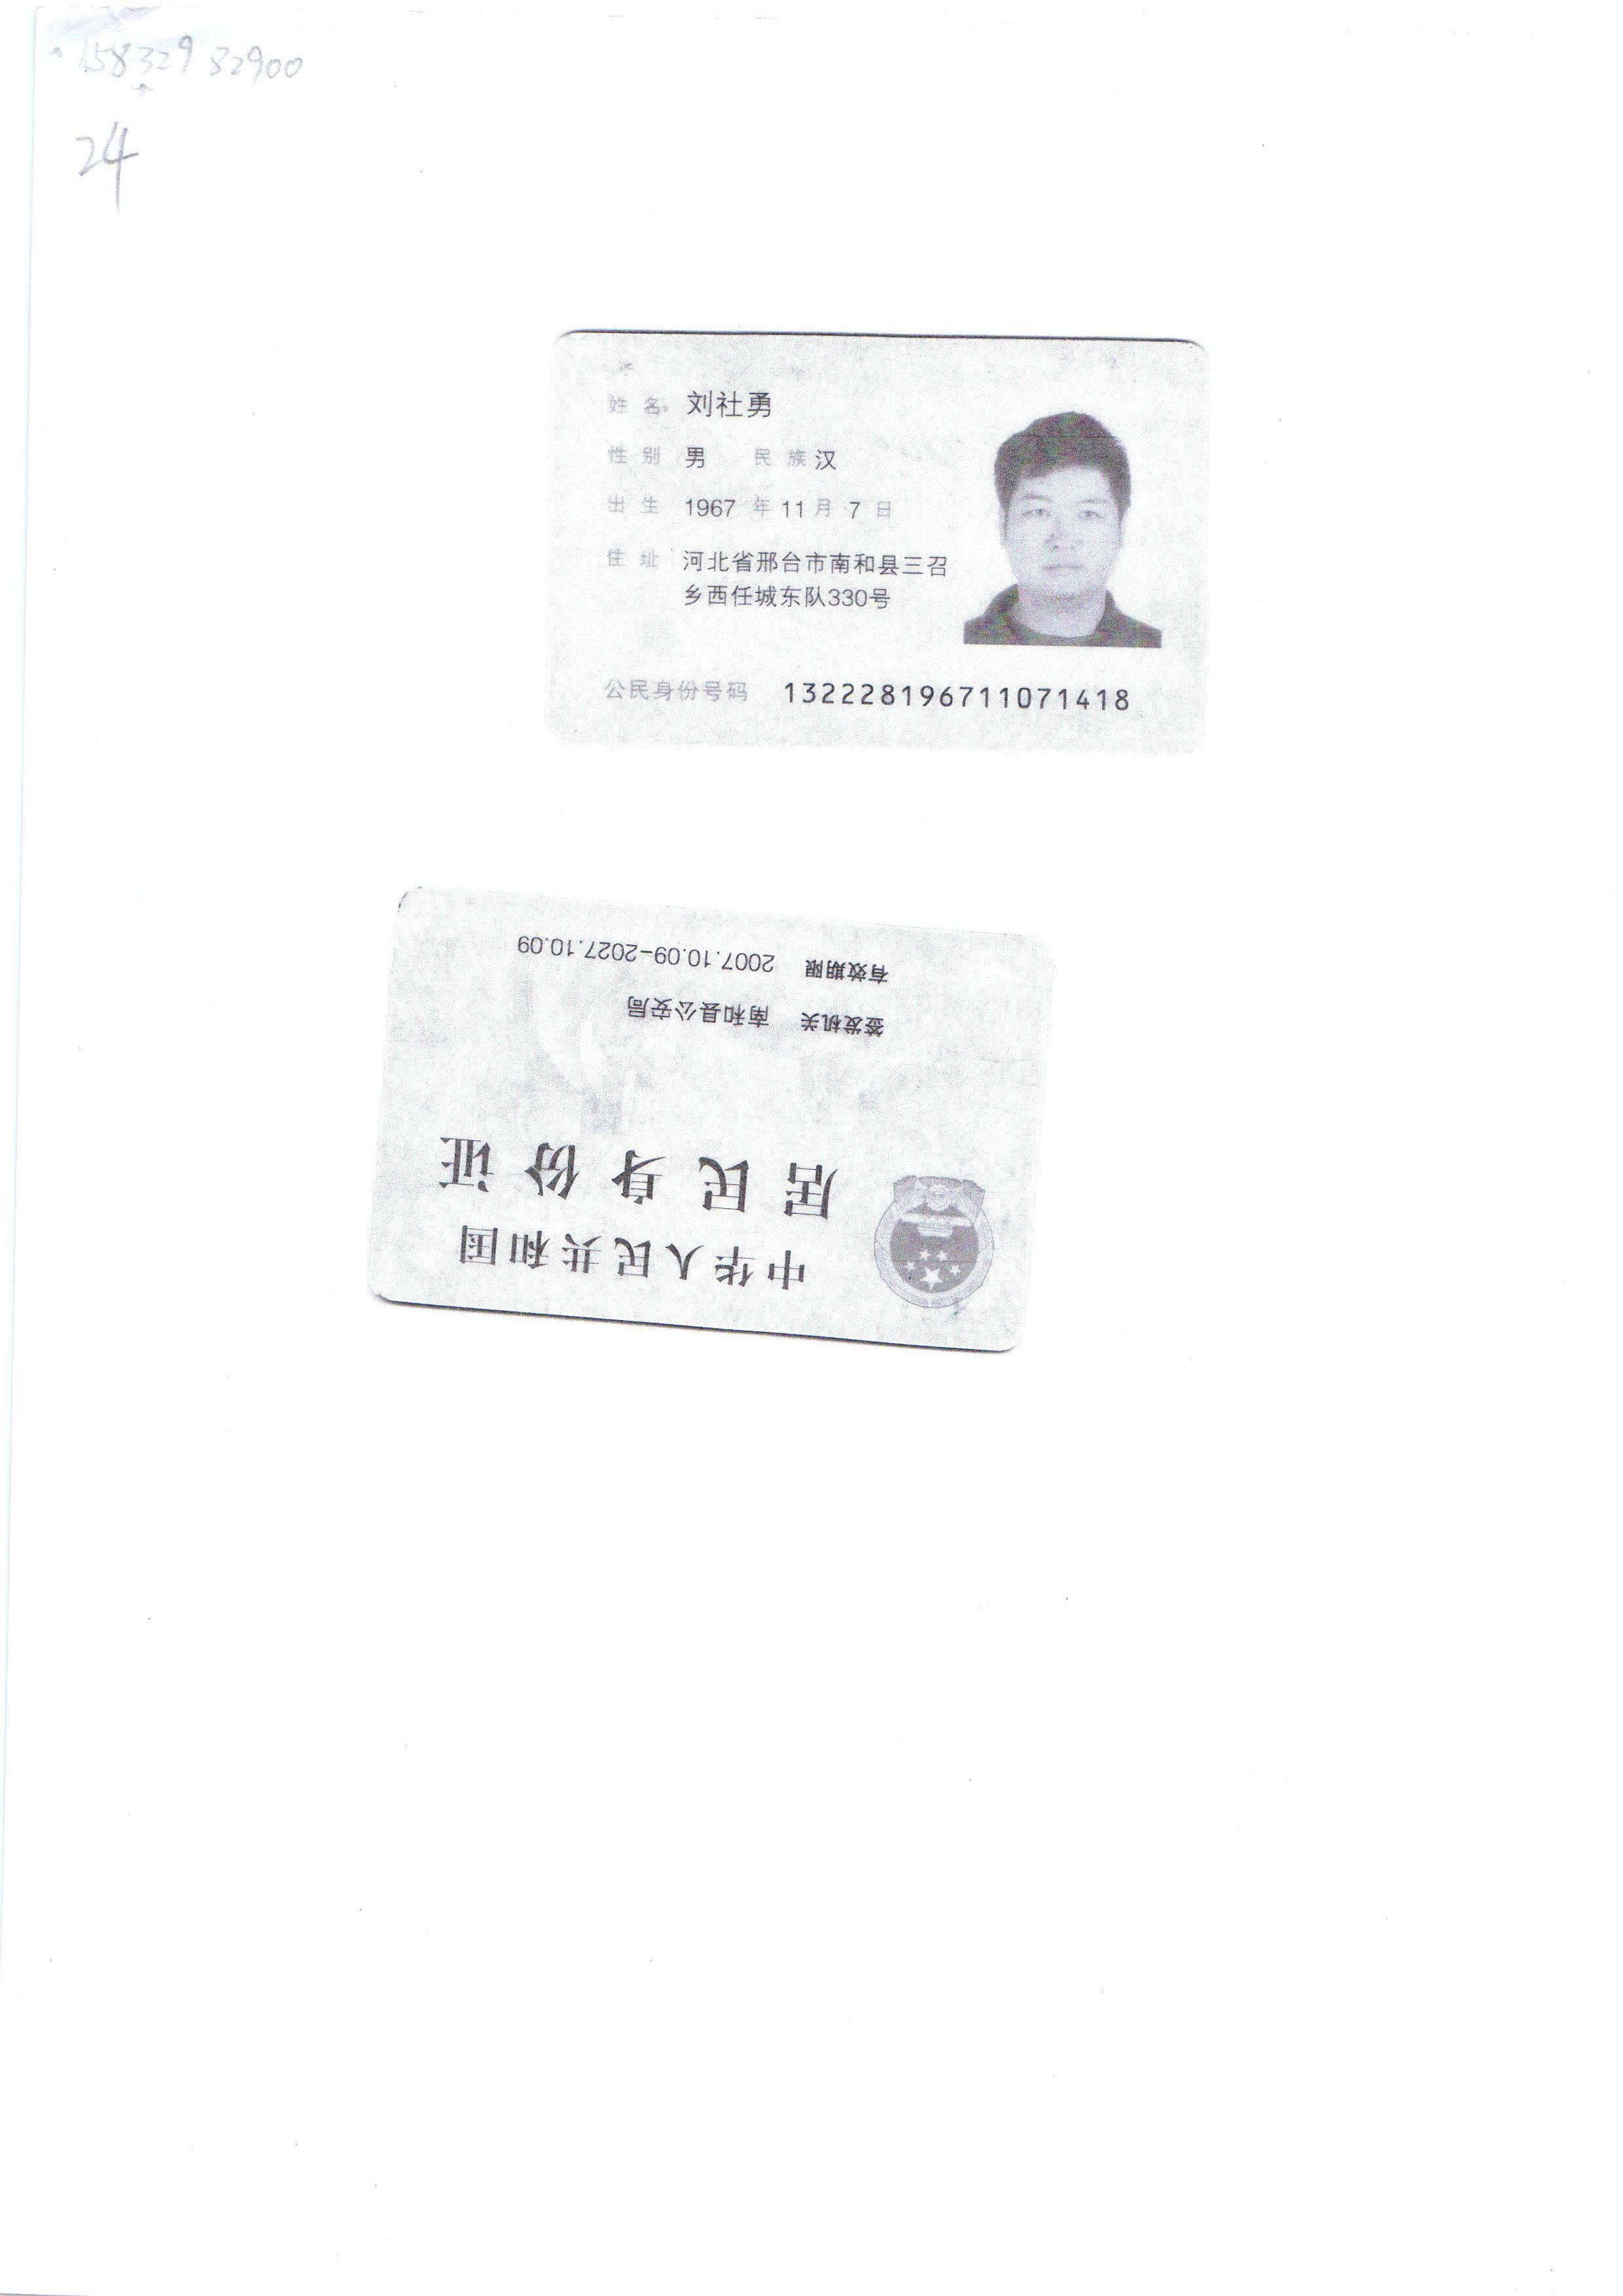 15832982900
24
姓名 刘社勇
性别 男 民族 汉
出生 1967 年 11 月 7 日
住址 河北省邢台市南和县三召
乡西任城东队330号
公民身份号码 132228196711071418
中华人民共和国
居民身份证
签发机关 南和县公安局
有效期限 2007.10.09-2027.10.09